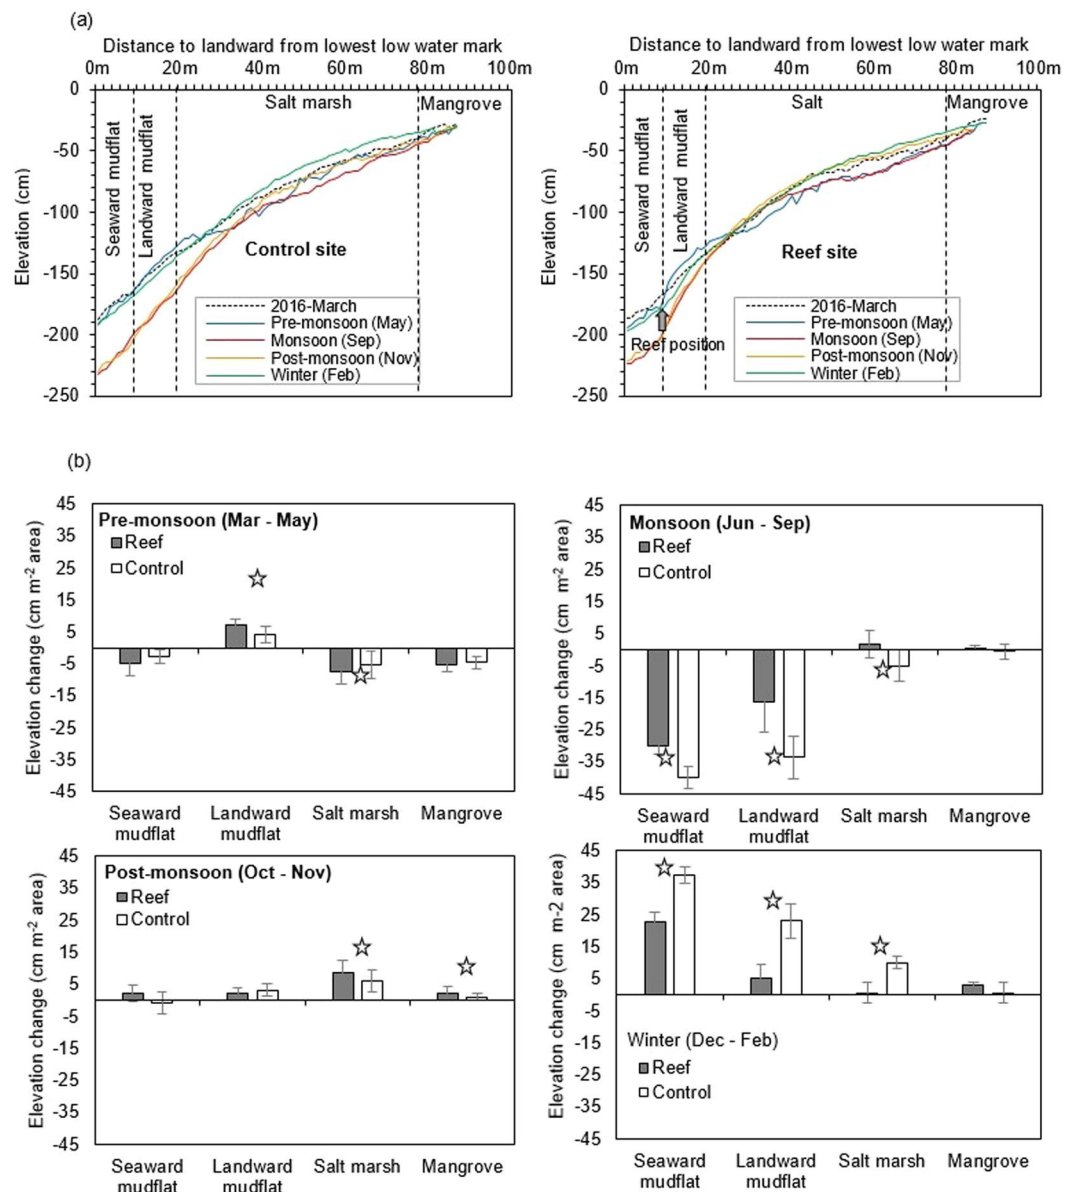 (a)
Distance to landward from lowest low water mark
0m 20m 40m 60m 80m 100m
0
-50
-100
-150
-200
-250
Elevation (cm)
Seaward mudflat
Landward mudflat
Salt marsh
Mangrove
Control site
2016-March
Pre-monsoon (May)
Monsoon (Sep)
Post-monsoon (Nov)
Winter (Feb)
Distance to landward from lowest low water mark
0m 20m 40m 60m 80m 100m
0
-50
-100
-150
-200
-250
Elevation (cm)
Seaward mudflat
Landward mudflat
Salt
Mangrove
Reef site
Reef position
2016-March
Pre-monsoon (May)
Monsoon (Sep)
Post-monsoon (Nov)
Winter (Feb)
(b)
Pre-monsoon (Mar - May)
Reef
Control
45
35
25
15
5
-5
-15
-25
-35
-45
Elevation change (cm m-2 area)
Seaward Landward Salt marsh Mangrove
mudflat mudflat
Monsoon (Jun - Sep)
Reef
Control
45
35
25
15
5
-5
-15
-25
-35
-45
Elevation change (cm m-2 area)
Seaward Landward Salt marsh Mangrove
mudflat mudflat
Post-monsoon (Oct - Nov)
Reef
Control
45
35
25
15
5
-5
-15
-25
-35
-45
Elevation change (cm m-2 area)
Seaward Landward Salt marsh Mangrove
mudflat mudflat
45
35
25
15
5
-5
-15
-25
-35
-45
Elevation change (cm m-2 area)
Winter (Dec - Feb)
Reef
Control
Seaward Landward Salt marsh Mangrove
mudflat mudflat